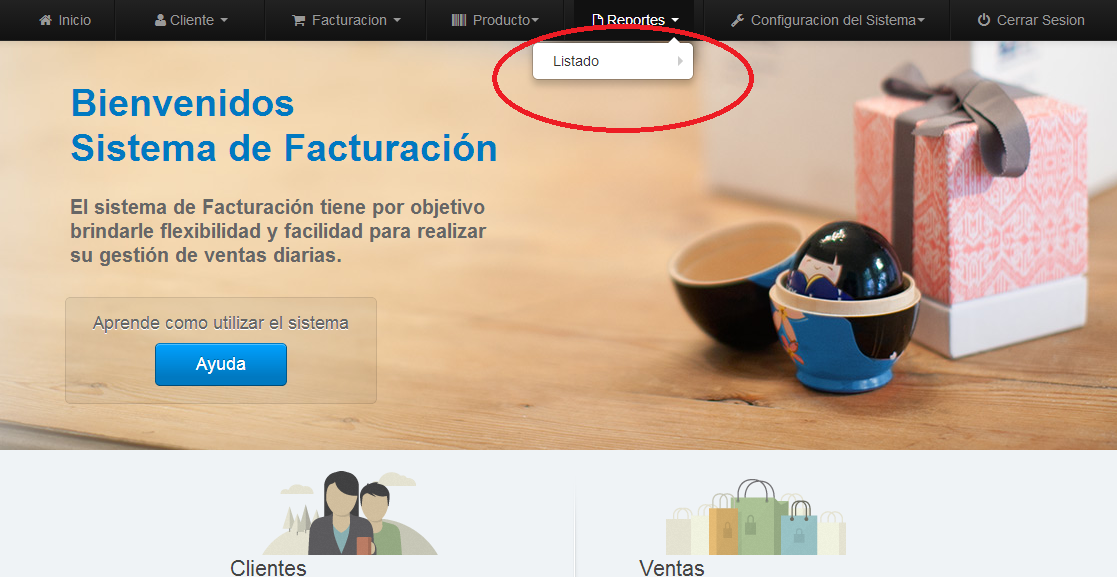 Inicio
Cliente
Facturacion
Producto
Reportes
Configuracion del Sistema
Cerrar Sesion
Listado
Bienvenidos
Sistema de Facturación
El sistema de Facturación tiene por objetivo
brindarle flexibilidad y facilidad para realizar
su gestión de ventas diarias.
Aprende como utilizar el sistema
Ayuda
Clientes
Ventas